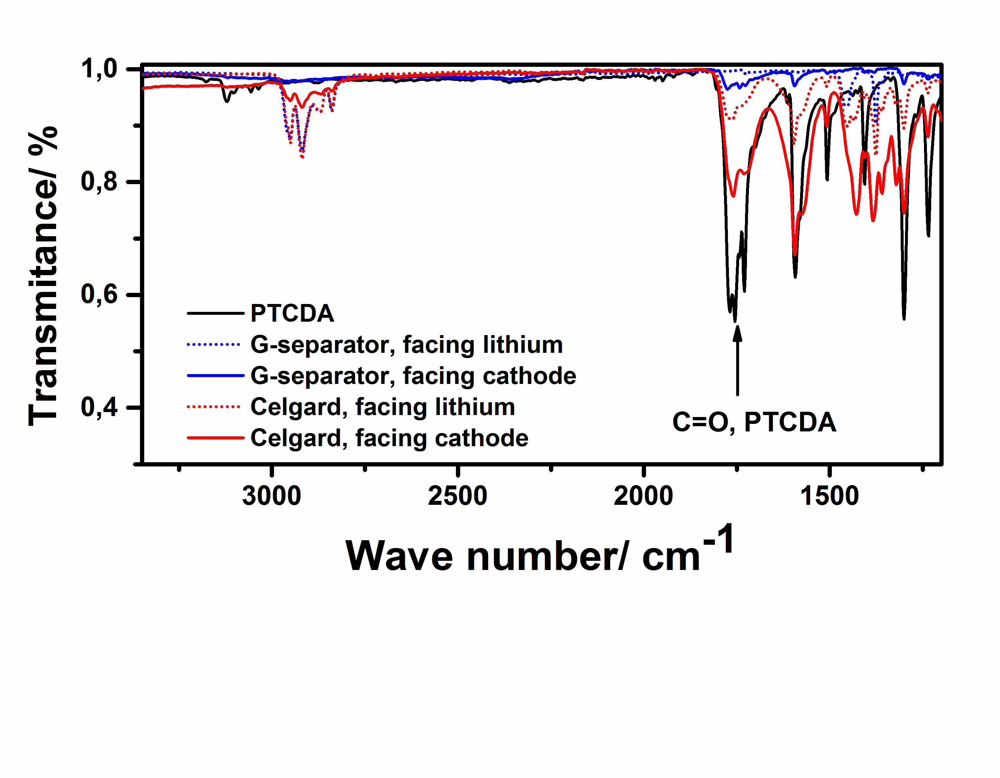 Transmitance/ %
1,0
0,8
0,6
0,4
PTCDA
G-separator, facing lithium
G-separator, facing cathode
Celgard, facing lithium
Celgard, facing cathode
C=O, PTCDA
3000
2500
2000
1500
Wave number/ cm-1